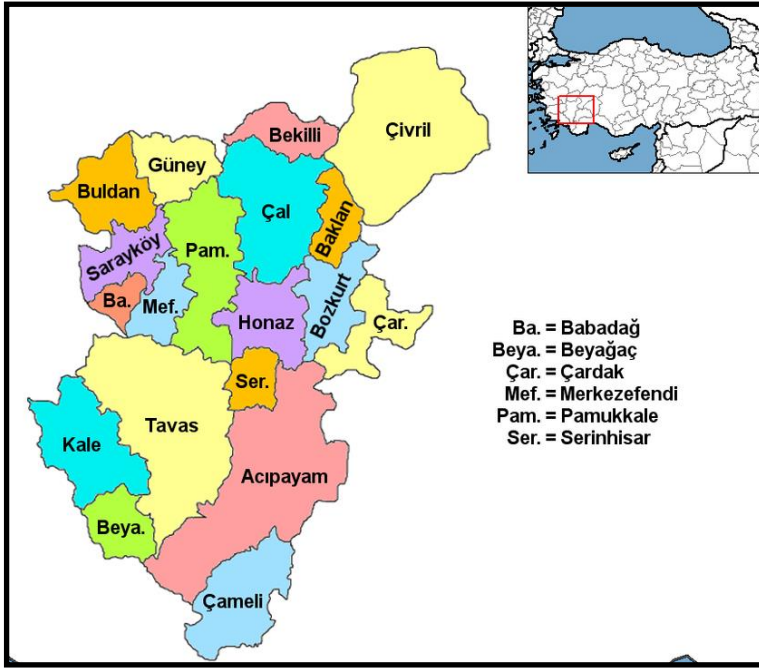 Çivril
Bekilli
Güney
Buldan
Çal
Baklan
Pam.
Sarayköy
Ba.
Mef.
Honaz
Bozkurt
Çar.
Ser.
Tavas
Kale
Acıpayam
Beya.
Çameli
Ba. = Babadağ
Beya. = Beyağaç
Çar. = Çardak
Mef. = Merkezefendi
Pam. = Pamukkale
Ser. = Serinhisar